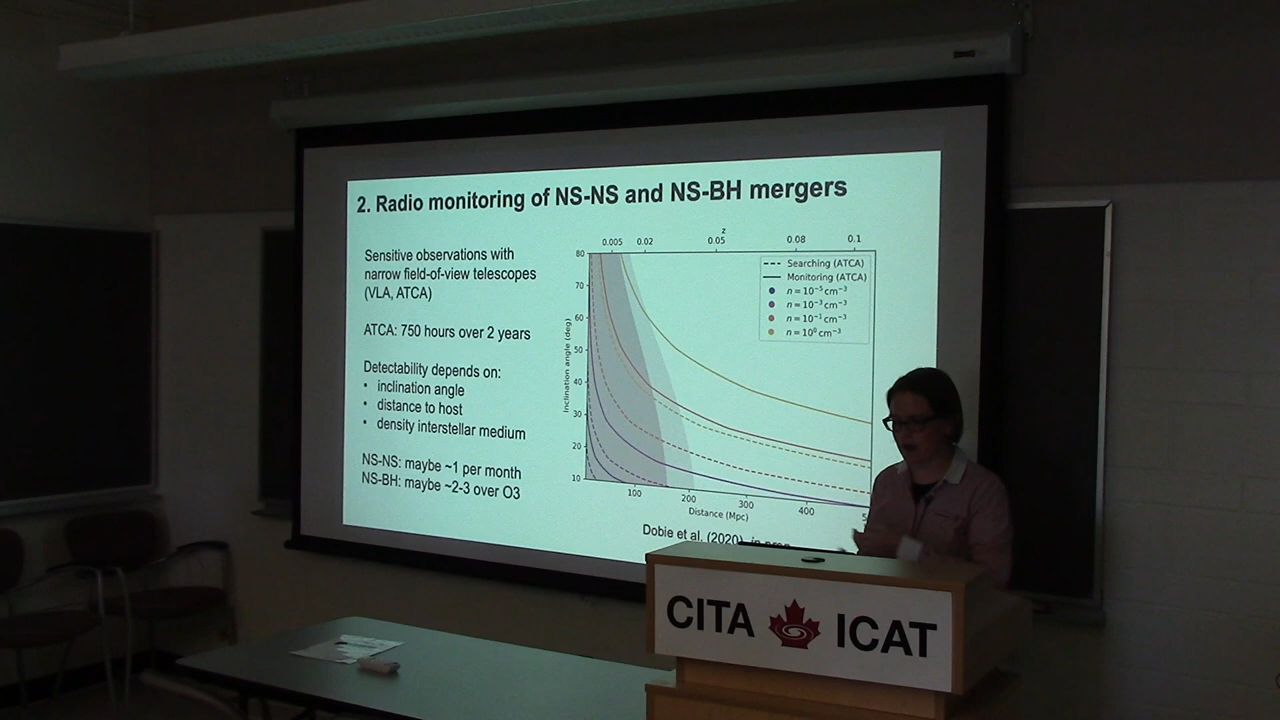 2. Radio monitoring of NS-NS and NS-BH mergers
Sensitive observations with
narrow field-of-view telescopes
(VLA, ATCA)
ATCA: 750 hours over 2 years
Detectability depends on:
• inclination angle
• distance to host
• density interstellar medium
NS-NS: maybe ~1 per month
NS-BH: maybe ~2-3 over O3
z
0.005 0.02 0.05 0.08 0.1
80
70
60
50
40
30
20
10
Inclination angle (deg)
Searching (ATCA)
Monitoring (ATCA)
n = 10⁻⁵ cm⁻³
n = 10⁻³ cm⁻³
n = 10⁻¹ cm⁻³
n = 10⁰ cm⁻³
100 200 300 400
Distance (Mpc)
Dobie et al. (2020)
CITA ICAT